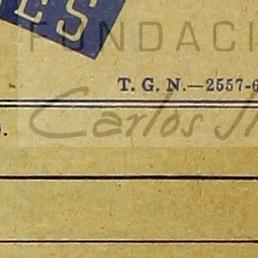 ES
FUNDACI
T. G. N.—2557-6
Carlos